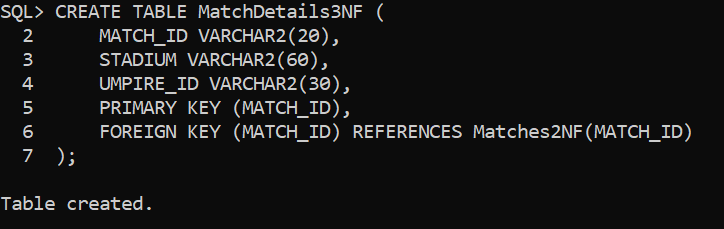 SQL> CREATE TABLE MatchDetails3NF (
  2      MATCH_ID VARCHAR2(20),
  3      STADIUM VARCHAR2(60),
  4      UMPIRE_ID VARCHAR2(30),
  5      PRIMARY KEY (MATCH_ID),
  6      FOREIGN KEY (MATCH_ID) REFERENCES Matches2NF(MATCH_ID)
  7  );
Table created.